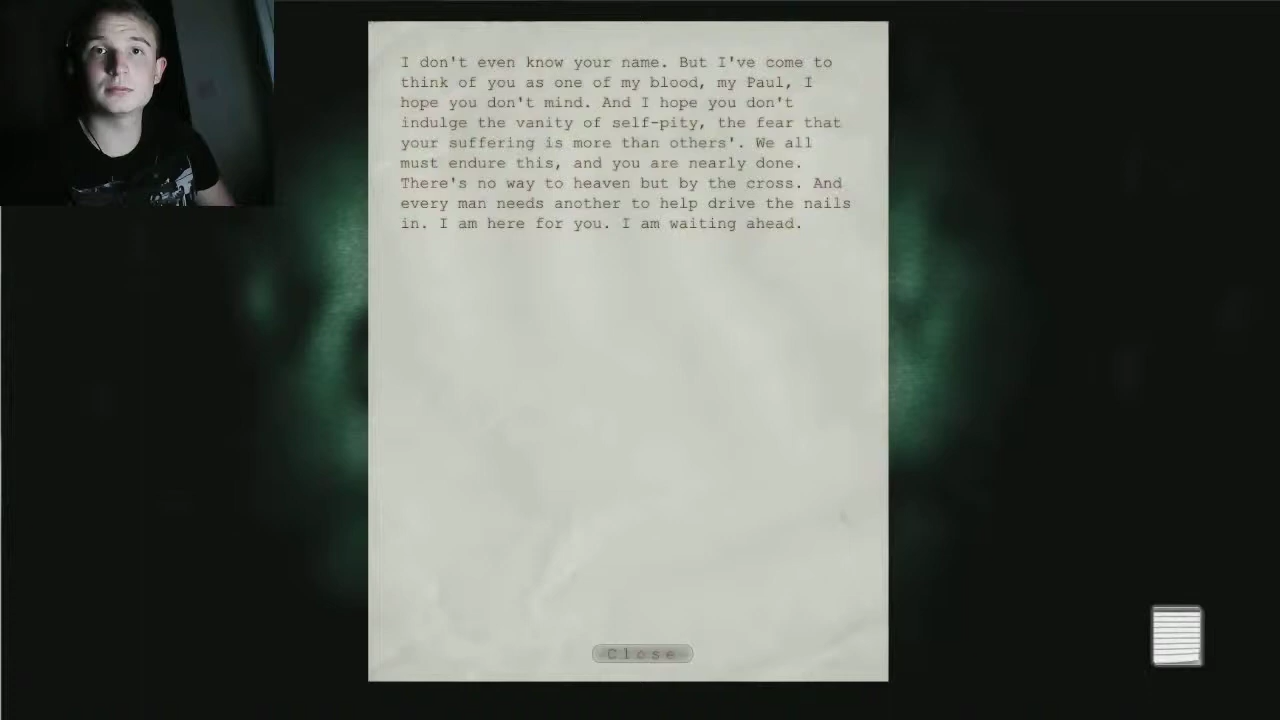 I don't even know your name. But I've come to
think of you as one of my blood, my Paul, I
hope you don't mind. And I hope you don't
indulge the vanity of self-pity, the fear that
your suffering is more than others'. We all
must endure this, and you are nearly done.
There's no way to heaven but by the cross. And
every man needs another to help drive the nails
in. I am here for you. I am waiting ahead.
Close